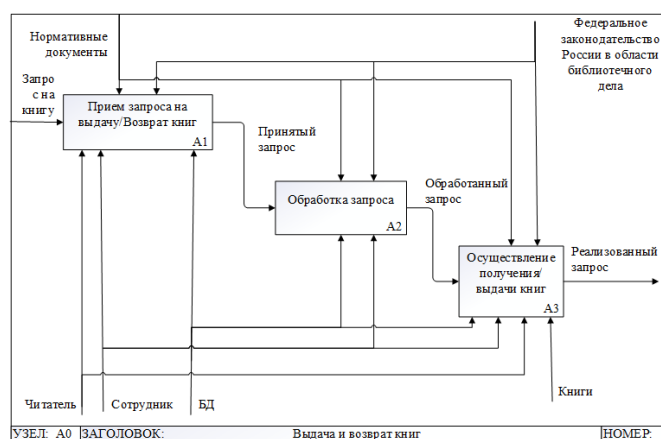 Нормативные
документы
Федеральное
законодательство
России в области
библиотечного
дела
Запро
с на
книгу
Прием запроса на
выдачу/Возврат книг
A1
Принятый
запрос
Обработка запроса
A2
Обработанный
запрос
Осуществление
получения/
выдачи книг
A3
Реализованный
запрос
Читатель
Сотрудник
БД
Книги
УЗЕЛ: A0
ЗАГОЛОВОК:
Выдача и возврат книг
НОМЕР: